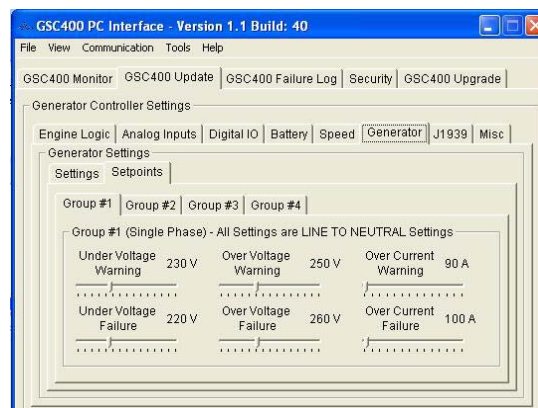 GSC400 PC Interface - Version 1.1 Build: 40
File View Communication Tools Help
GSC400 Monitor GSC400 Update GSC400 Failure Log Security GSC400 Upgrade
Generator Controller Settings
Engine Logic Analog Inputs Digital IO Battery Speed Generator J1939 Misc
Generator Settings
Settings Setpoints
Group #1 Group #2 Group #3 Group #4
Group #1 (Single Phase) - All Settings are LINE TO NEUTRAL Settings
Under Voltage Warning 230 V
Over Voltage Warning 250 V
Over Current Warning 90 A
Under Voltage Failure 220 V
Over Voltage Failure 260 V
Over Current Failure 100 A